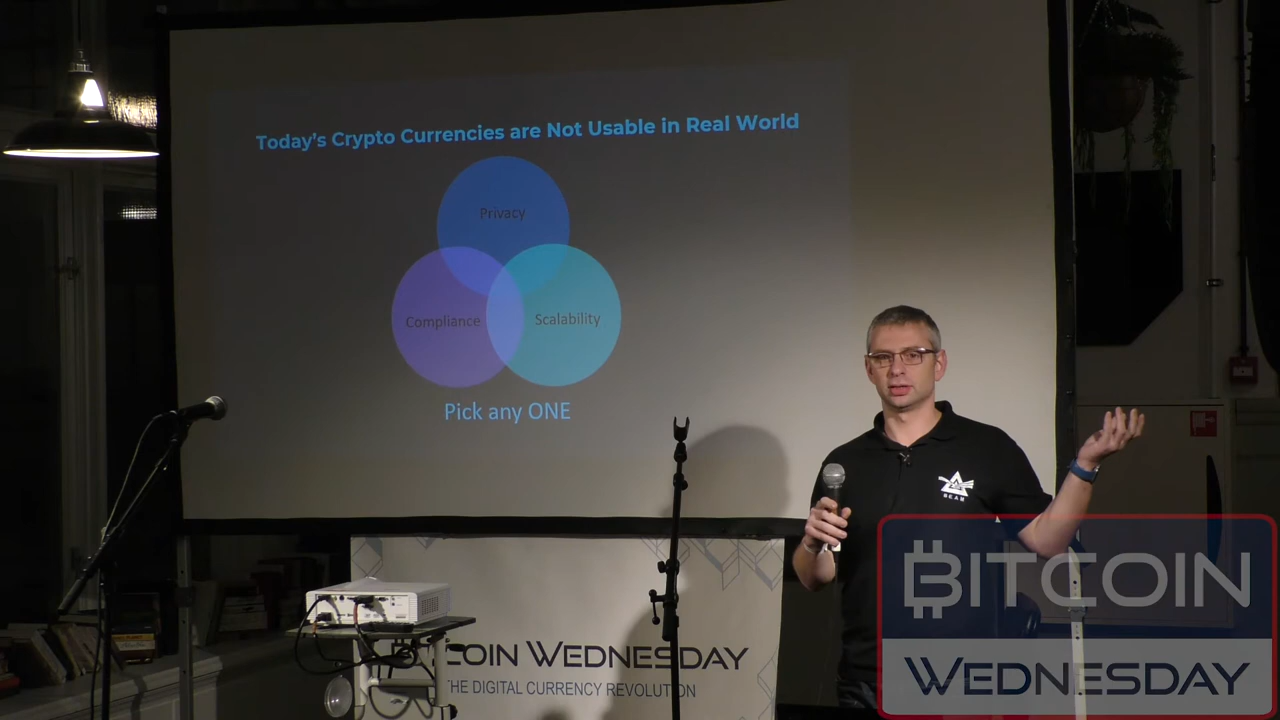 Today's Crypto Currencies are Not Usable in Real World
Privacy
Compliance
Scalability
Pick any ONE
BEAM
COIN WEDNESDAY
THE DIGITAL CURRENCY REVOLUTION
BITCOIN
WEDNESDAY